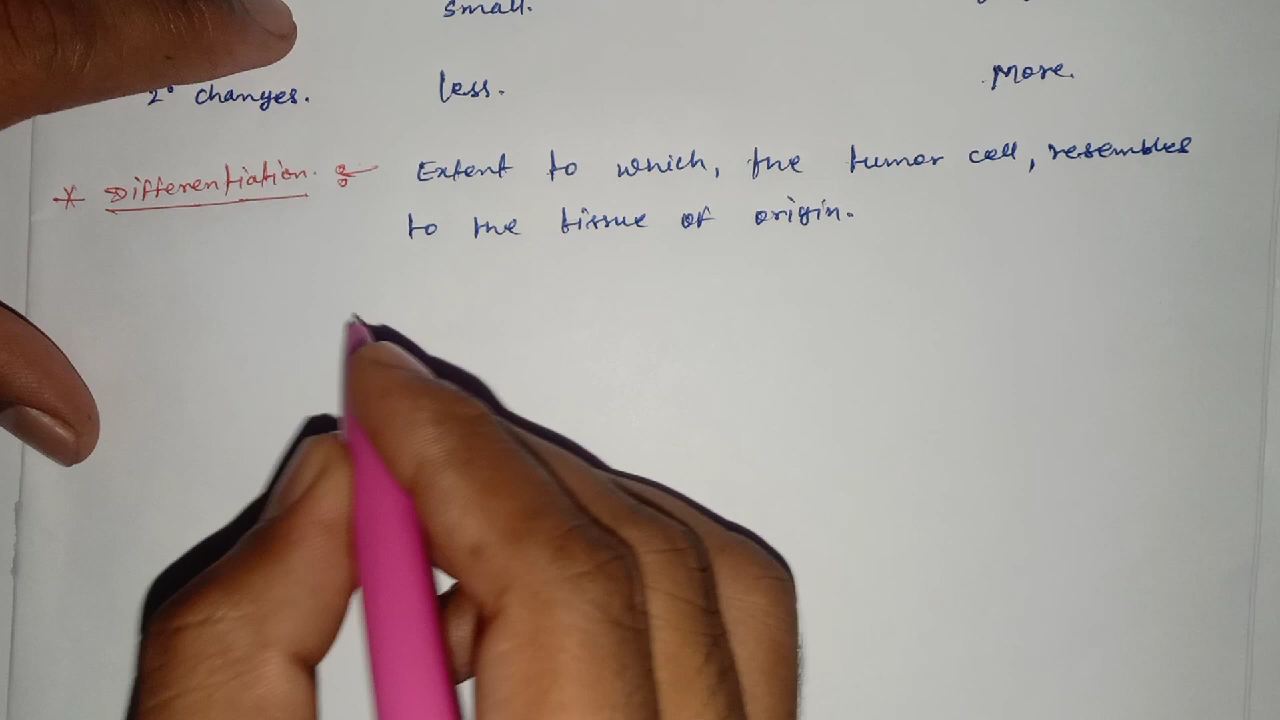 small.
2° changes. less. More.
* Differentiation :- Extent to which, the tumor cell, resembles
to the tissue of origin.